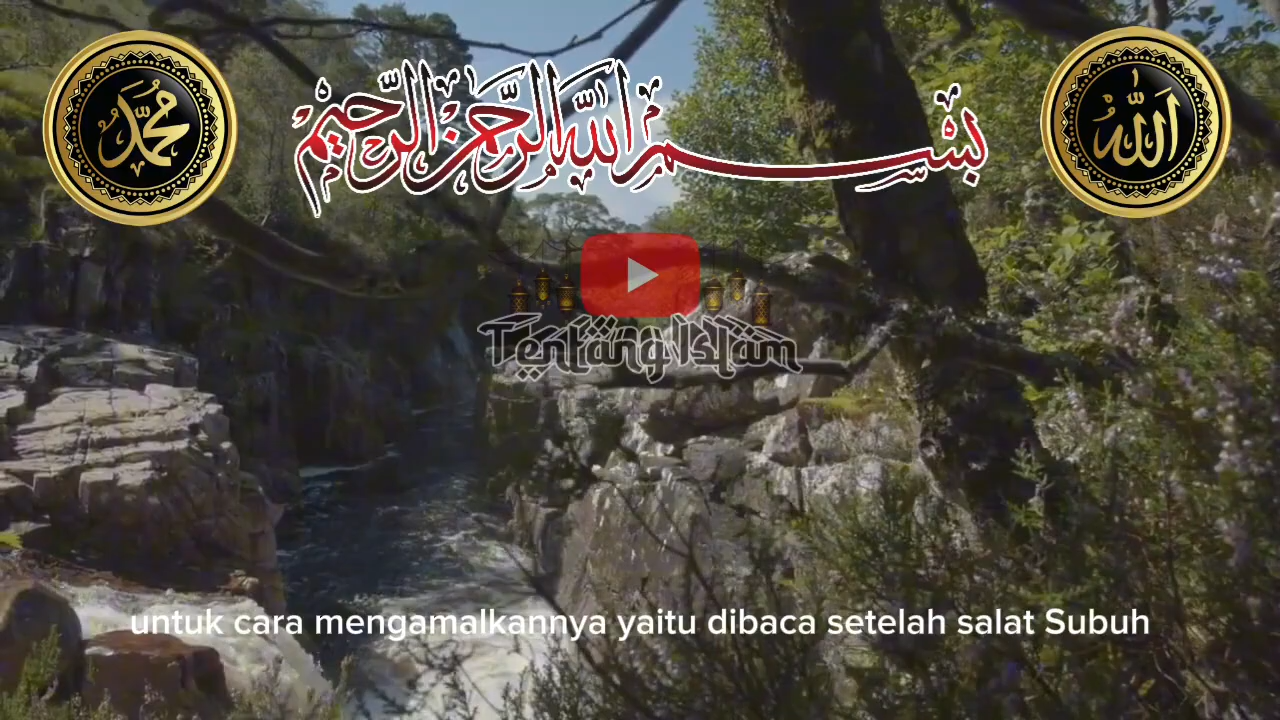 محمد
بسم الله الرحمن الرحيم
الله
Tentang Islam
untuk cara mengamalkannya yaitu dibaca setelah salat Subuh